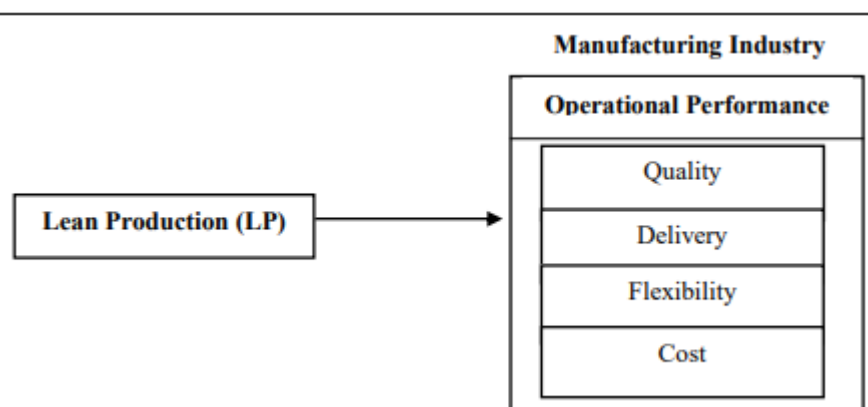 Manufacturing Industry
Operational Performance
Quality
Lean Production (LP)
Delivery
Flexibility
Cost